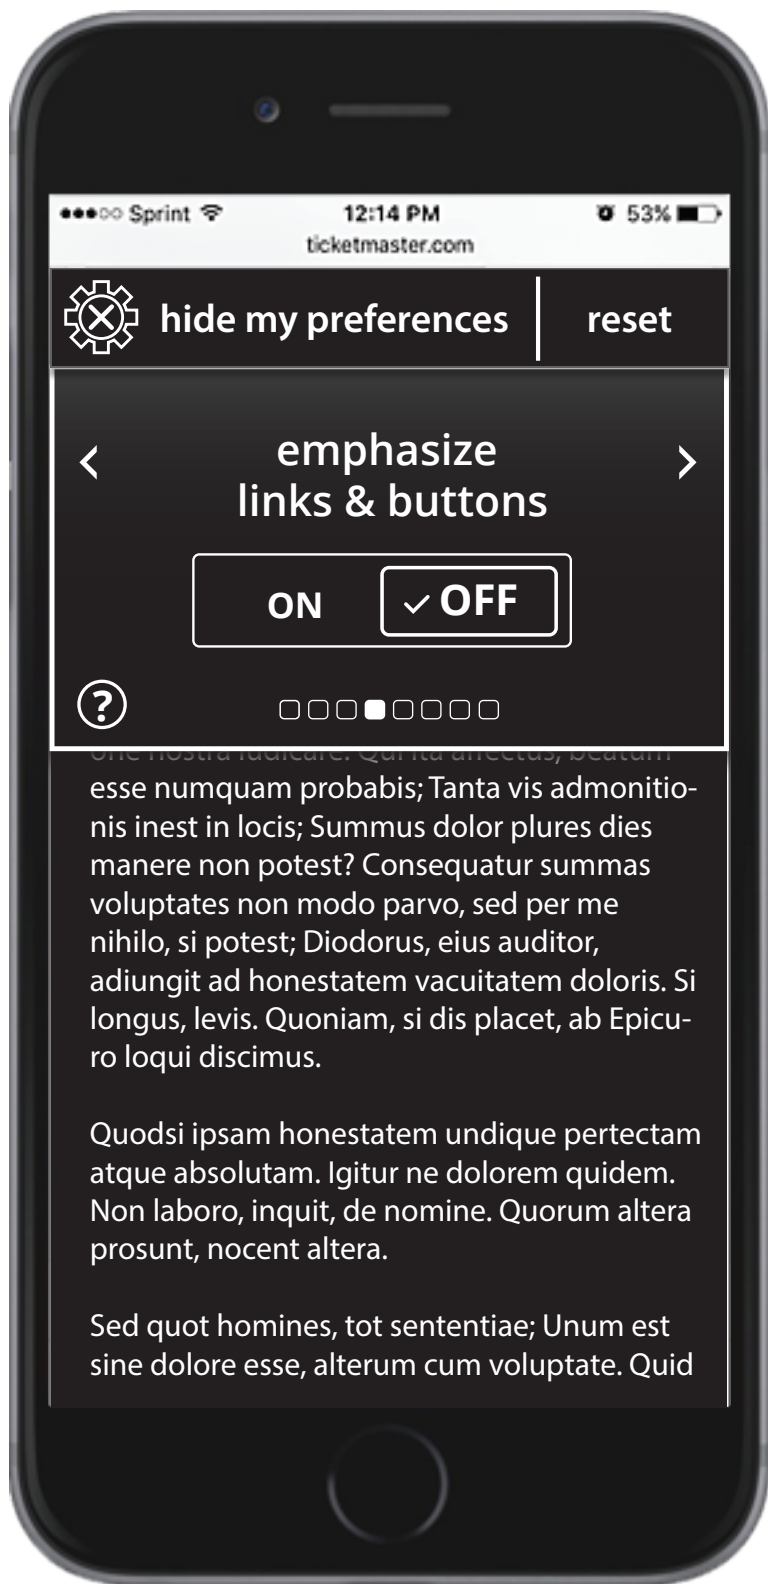 Sprint 12:14 PM 53%
ticketmaster.com
hide my preferences reset
emphasize
links & buttons
ON OFF
?
esse numquam probabis; Tanta vis admonitio-
nis inest in locis; Summus dolor plures dies
manere non potest? Consequatur summas
voluptates non modo parvo, sed per me
nihilo, si potest; Diodorus, eius auditor,
adiungit ad honestatem vacuitatem doloris. Si
longus, levis. Quoniam, si dis placet, ab Epicu-
ro loqui discimus.
Quodsi ipsam honestatem undique pertectam
atque absolutam. Igitur ne dolorem quidem.
Non laboro, inquit, de nomine. Quorum altera
prosunt, nocent altera.
Sed quot homines, tot sententiae; Unum est
sine dolore esse, alterum cum voluptate. Quid